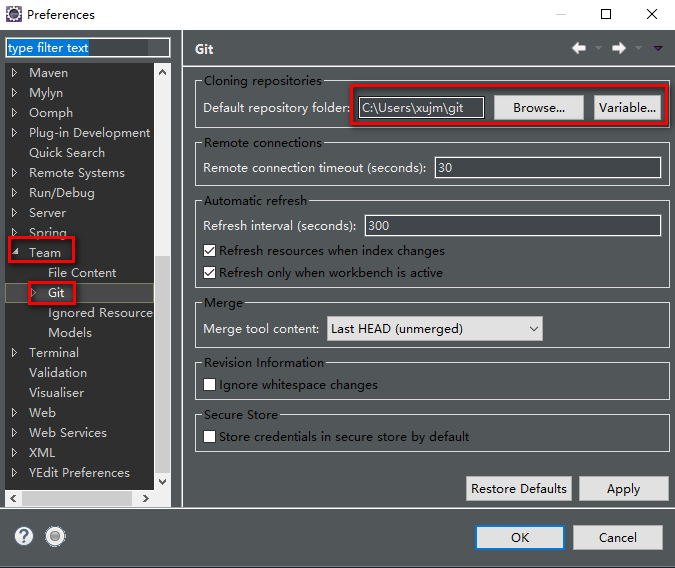 Preferences
type filter text
Maven
Mylyn
Oomph
Plug-in Development
Quick Search
Remote Systems
Run/Debug
Server
Spring
Team
File Content
Git
Ignored Resource
Models
Terminal
Validation
Visualiser
Web
Web Services
XML
YEdit Preferences
Git
Cloning repositories
Default repository folder: C:\Users\xujm\git Browse... Variable...
Remote connections
Remote connection timeout (seconds): 30
Automatic refresh
Refresh interval (seconds): 300
Refresh resources when index changes
Refresh only when workbench is active
Merge
Merge tool content: Last HEAD (unmerged)
Revision Information
Ignore whitespace changes
Secure Store
Store credentials in secure store by default
Restore Defaults Apply
? OK Cancel